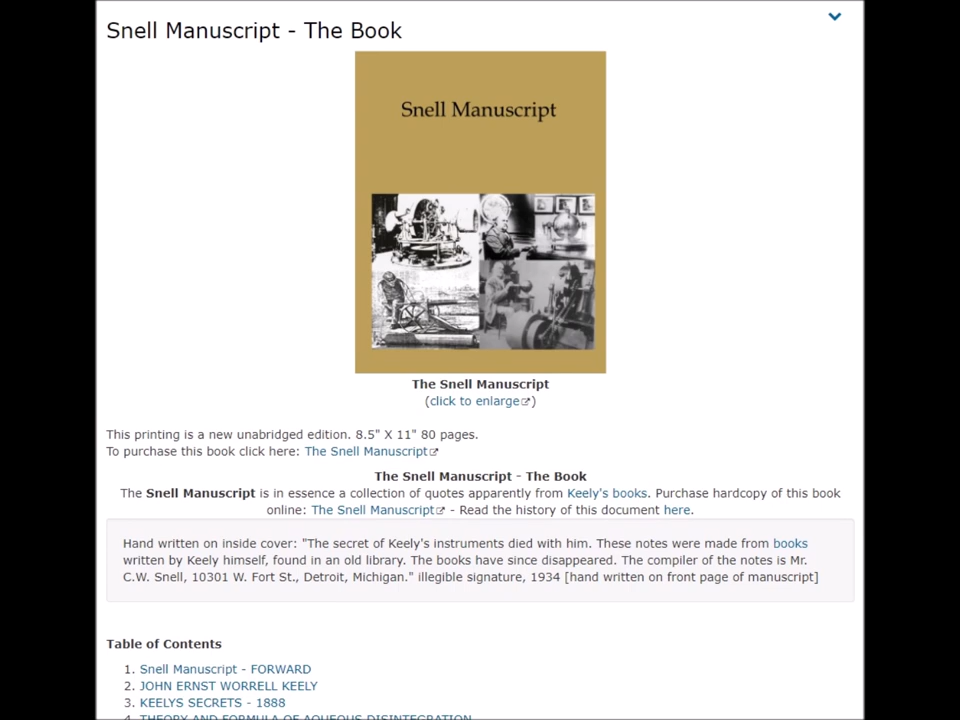 Snell Manuscript - The Book
Snell Manuscript
The Snell Manuscript
(click to enlarge)
This printing is a new unabridged edition. 8.5" X 11" 80 pages.
To purchase this book click here: The Snell Manuscript
The Snell Manuscript - The Book
The Snell Manuscript is in essence a collection of quotes apparently from Keely's books. Purchase hardcopy of this book
online: The Snell Manuscript - Read the history of this document here.
Hand written on inside cover: "The secret of Keely's instruments died with him. These notes were made from books
written by Keely himself, found in an old library. The books have since disappeared. The compiler of the notes is Mr.
C.W. Snell, 10301 W. Fort St., Detroit, Michigan." illegible signature, 1934 [hand written on front page of manuscript]
Table of Contents
1. Snell Manuscript - FORWARD
2. JOHN ERNST WORRELL KEELY
3. KEELYS SECRETS - 1888
4. THEORY AND FORMULA OF AQUEOUS DISINTEGRATION